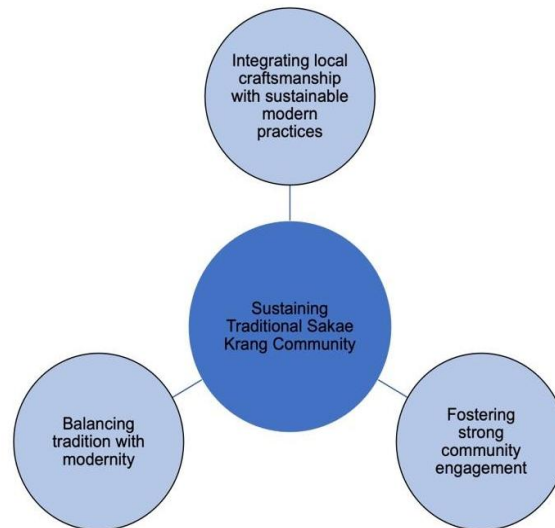 Integrating local
craftsmanship
with sustainable
modern
practices
Sustaining
Traditional Sakae
Krang Community
Balancing
tradition with
modernity
Fostering
strong
community
engagement